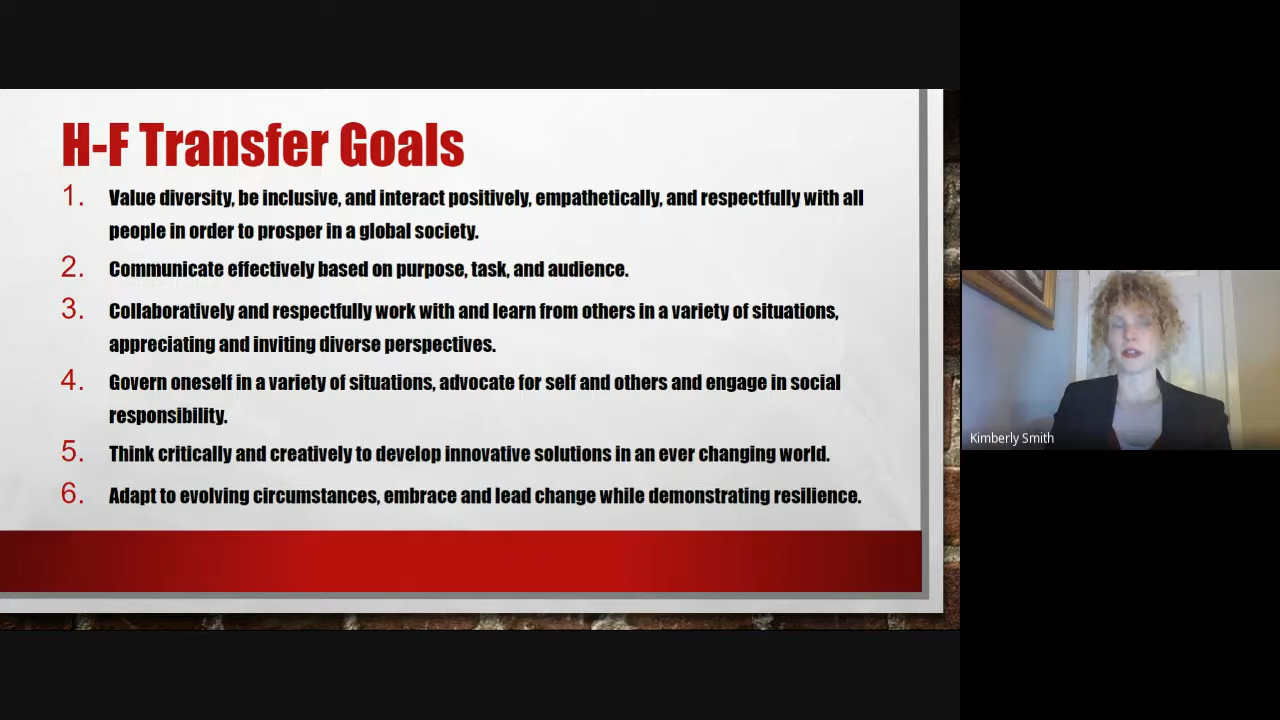 H-F Transfer Goals
1. Value diversity, be inclusive, and interact positively, empathetically, and respectfully with all
people in order to prosper in a global society.
2. Communicate effectively based on purpose, task, and audience.
3. Collaboratively and respectfully work with and learn from others in a variety of situations,
appreciating and inviting diverse perspectives.
4. Govern oneself in a variety of situations, advocate for self and others and engage in social
responsibility.
5. Think critically and creatively to develop innovative solutions in an ever changing world.
6. Adapt to evolving circumstances, embrace and lead change while demonstrating resilience.
Kimberly Smith